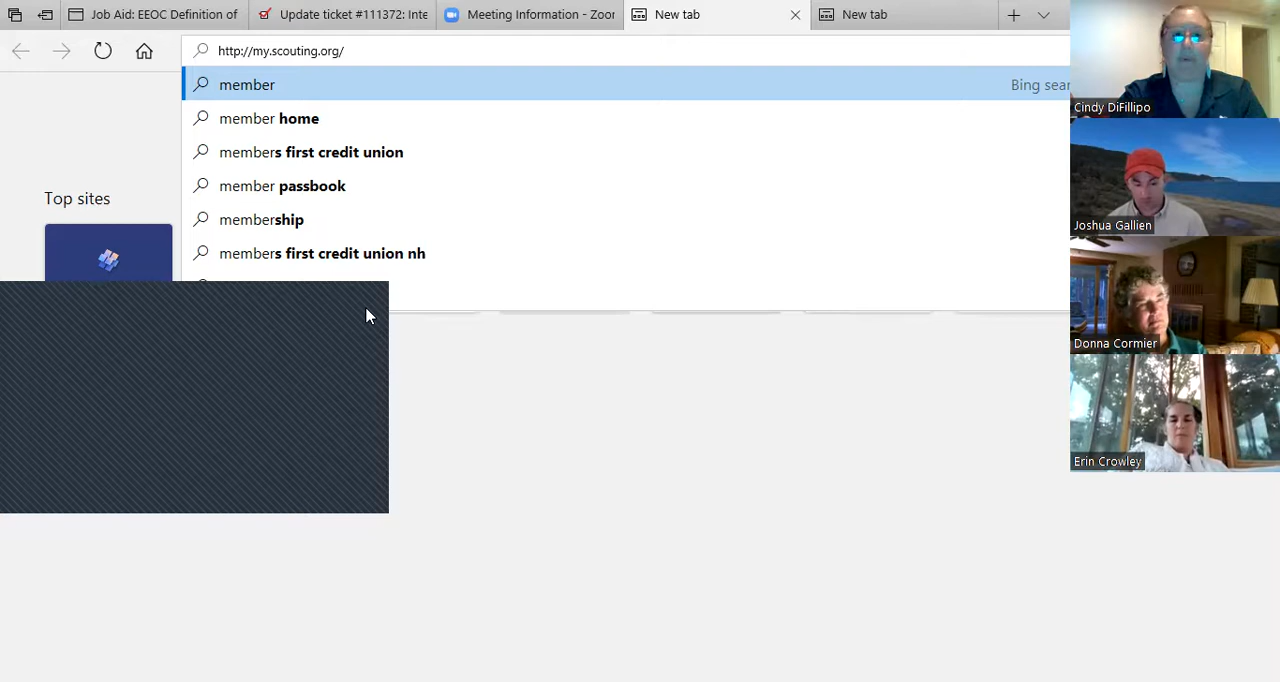 Job Aid: EEOC Definition of
Update ticket #111372: Inte
Meeting Information - Zoor
New tab
New tab
http://my.scouting.org/
member
Bing sear
member home
members first credit union
member passbook
membership
members first credit union nh
Top sites
Cindy DiFillipo
Joshua Gallien
Donna Cormier
Erin Crowley